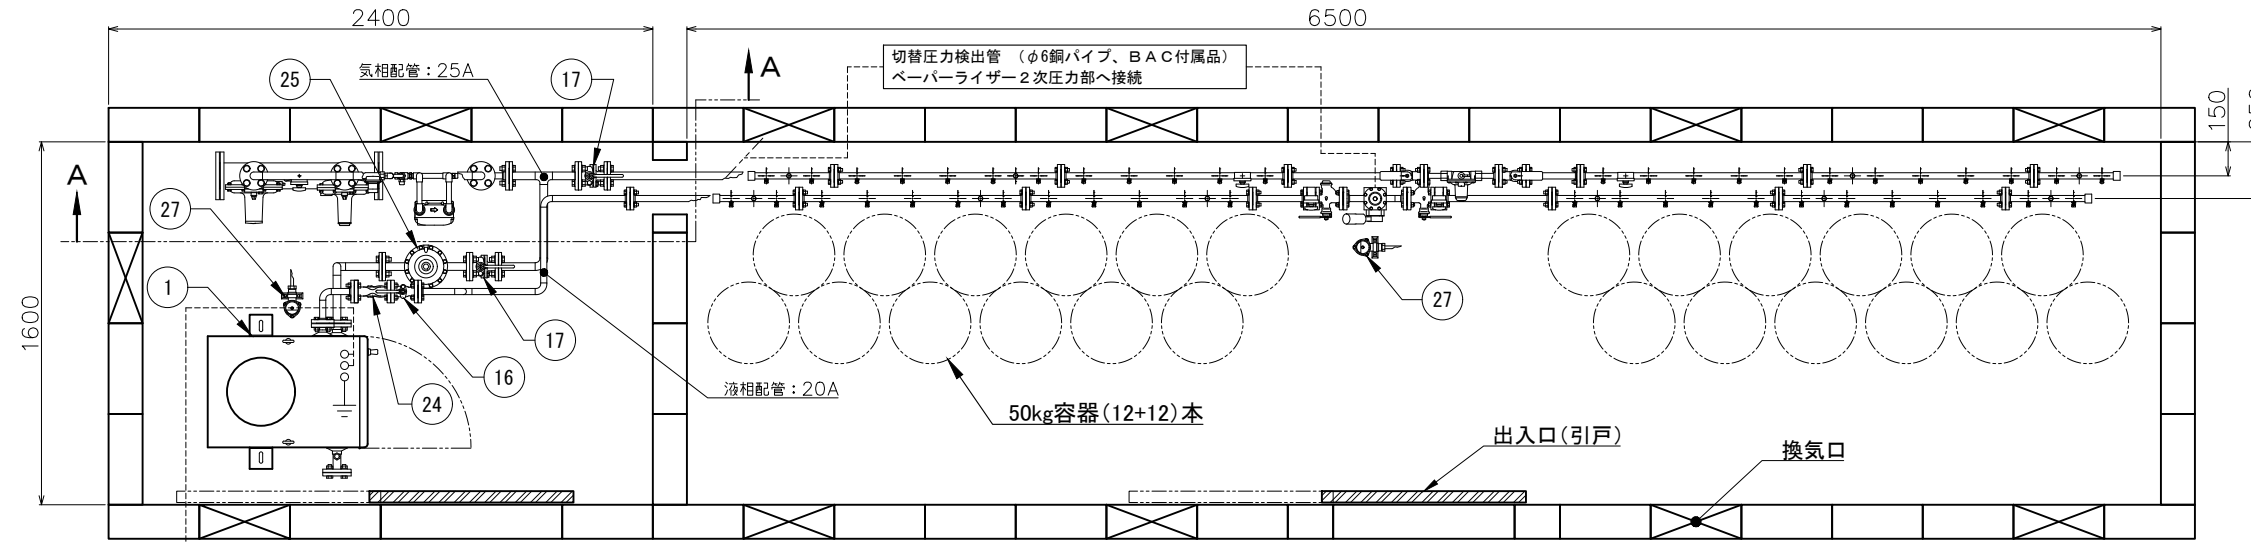 2400
6500
切替圧力検出管 （φ6銅パイプ、ＢＡＣ付属品）
ベーパーライザー２次圧力部へ接続
A
気相配管：25A
25
17
150
A
27
1
1600
27
17
16
24
液相配管：20A
50kg容器(12+12)本
出入口(引戸)
換気口